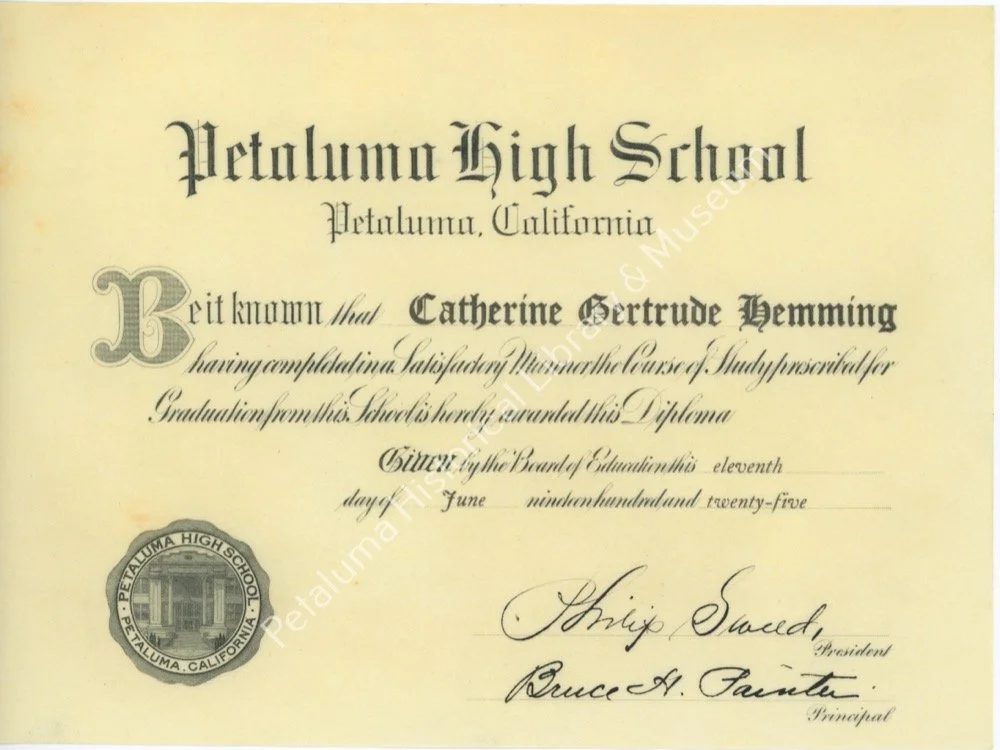 Petaluma High School
Petaluma, California
Be it known that Catherine Gertrude Hemming
having completed in a Satisfactory Manner the Course of Study prescribed for
Graduation from this School is hereby awarded this Diploma
Given by the Board of Education this eleventh
day of June nineteen hundred and twenty-five
PETALUMA HIGH SCHOOL
PETALUMA, CALIFORNIA
Philip Sweed,
President
Bruce H. Painter
Principal
Petaluma Historical Library & Museum